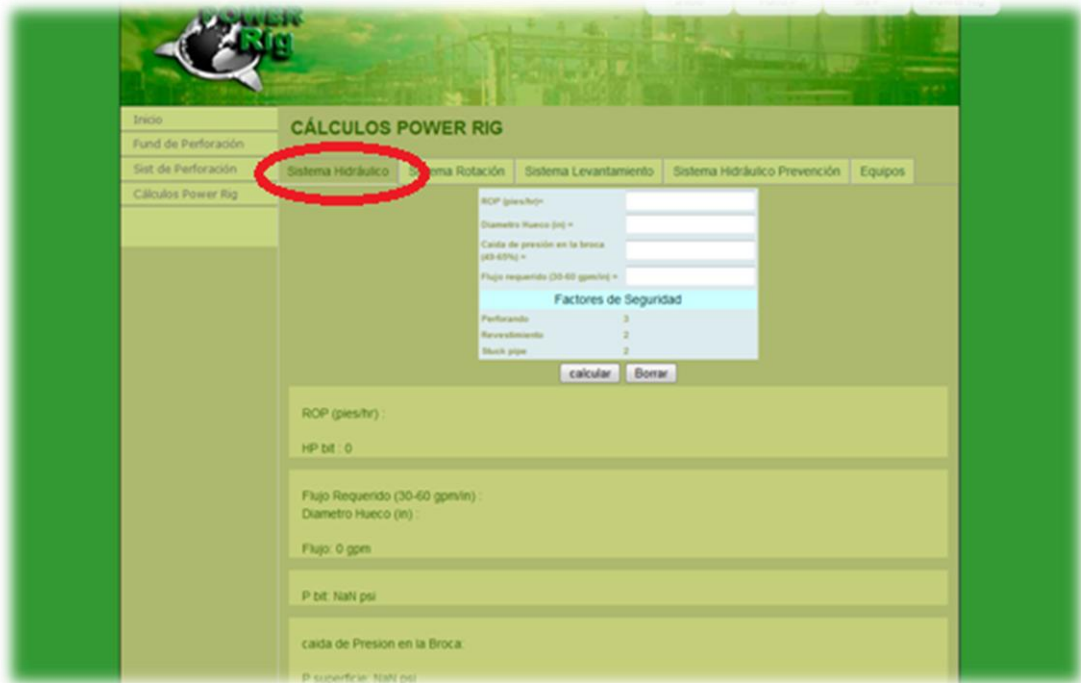 POWER
Rig
Inicio
Fund de Perforación
Sist de Perforación
Cálculos Power Rig
CÁLCULOS POWER RIG
Sistema Hidráulico
Rotación
Sistema Levantamiento
Sistema Hidráulico Prevención
Equipos
ROP (pies/hr)=
Diametro Hueco (in) =
Caida de presión en la broca
(49-65%) =
Flujo requerido (30-60 gpm/in) =
Factores de Seguridad
Perforando 3
Revestimiento 2
Stuck pipe 2
calcular Borrar
ROP (pies/hr) :
HP bit : 0
Flujo Requerido (30-60 gpm/in) :
Diametro Hueco (in) :
Flujo: 0 gpm
P bit: NaN psi
caida de Presion en la Broca:
P superficie: NaN psi